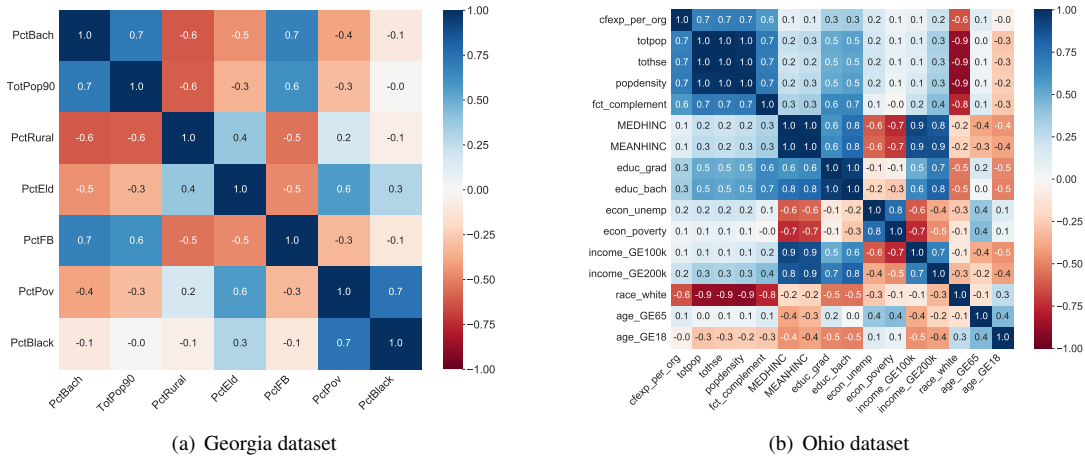 PctBach 1.0 0.7 -0.6 -0.5 0.7 -0.4 -0.1
TotPop90 0.7 1.0 -0.6 -0.3 0.6 -0.3 -0.0
PctRural -0.6 -0.6 1.0 0.4 -0.5 0.2 -0.1
PctEld -0.5 -0.3 0.4 1.0 -0.5 0.6 0.3
PctFB 0.7 0.6 -0.5 -0.5 1.0 -0.3 -0.1
PctPov -0.4 -0.3 0.2 0.6 -0.3 1.0 0.7
PctBlack -0.1 -0.0 -0.1 0.3 -0.1 0.7 1.0
PctBach TotPop90 PctRural PctEld PctFB PctPov PctBlack
1.00
0.75
0.50
0.25
0.00
-0.25
-0.50
-0.75
-1.00
(a) Georgia dataset
cfexp_per_org 1.0 0.7 0.7 0.7 0.6 0.1 0.1 0.3 0.3 0.2 -0.1 0.1 0.2 -0.6 0.1 -0.0
totpop 0.7 1.0 1.0 1.0 0.7 0.2 0.3 0.5 0.5 0.2 -0.1 0.1 0.3 -0.9 0.0 -0.3
tothse 0.7 1.0 1.0 1.0 0.7 0.2 0.2 0.5 0.5 0.2 -0.1 0.1 0.3 -0.9 0.1 -0.3
popdensity 0.7 1.0 1.0 1.0 0.7 0.2 0.3 0.5 0.5 0.2 -0.1 0.1 0.3 -0.9 0.1 -0.2
fct_complement 0.6 0.7 0.7 0.7 1.0 0.3 0.3 0.6 0.7 0.1 -0.0 0.2 0.4 -0.8 0.1 -0.3
MEDHINC 0.1 0.2 0.2 0.2 0.3 1.0 1.0 0.6 0.8 -0.6 -0.7 0.9 0.8 -0.2 -0.4 -0.4
MEANHINC 0.1 0.3 0.2 0.3 0.3 1.0 1.0 0.6 0.8 -0.6 -0.7 0.9 0.9 -0.2 -0.3 -0.4
educ_grad 0.3 0.5 0.5 0.5 0.6 0.6 0.6 1.0 1.0 -0.1 -0.1 0.6 0.7 -0.5 0.2 -0.5
educ_bach 0.3 0.5 0.5 0.5 0.7 0.8 0.8 1.0 1.0 -0.2 -0.3 0.6 0.8 -0.5 0.0 -0.5
econ_unemp 0.2 0.2 0.2 0.2 0.1 -0.6 -0.6 -0.1 -0.2 1.0 0.8 -0.6 -0.4 -0.3 0.4 0.1
econ_poverty -0.1 -0.1 -0.1 -0.1 -0.0 -0.7 -0.7 -0.1 -0.3 0.8 1.0 -0.7 -0.5 -0.1 0.4 0.1
income_GE100k 0.1 0.1 0.1 0.1 0.2 0.9 0.9 0.6 0.6 -0.6 -0.7 1.0 0.7 -0.1 -0.4 -0.5
income_GE200k 0.2 0.3 0.3 0.3 0.4 0.8 0.9 0.7 0.8 -0.4 -0.5 0.7 1.0 -0.3 -0.2 -0.4
race_white -0.6 -0.9 -0.9 -0.9 -0.8 -0.2 -0.2 -0.5 -0.5 -0.3 -0.1 -0.1 -0.3 1.0 -0.1 0.3
age_GE65 0.1 0.0 0.1 0.1 0.1 -0.4 -0.3 0.2 0.0 0.4 0.4 -0.4 -0.2 -0.1 1.0 0.4
age_GE18 -0.0 -0.3 -0.3 -0.2 -0.3 -0.4 -0.4 -0.5 -0.5 0.1 0.1 -0.5 -0.4 0.3 0.4 1.0
cfexp_per_org totpop tothse popdensity fct_complement MEDHINC MEANHINC educ_grad educ_bach econ_unemp econ_poverty income_GE100k income_GE200k race_white age_GE65 age_GE18
1.00
0.75
0.50
0.25
0.00
-0.25
-0.50
-0.75
-1.00
(b) Ohio dataset